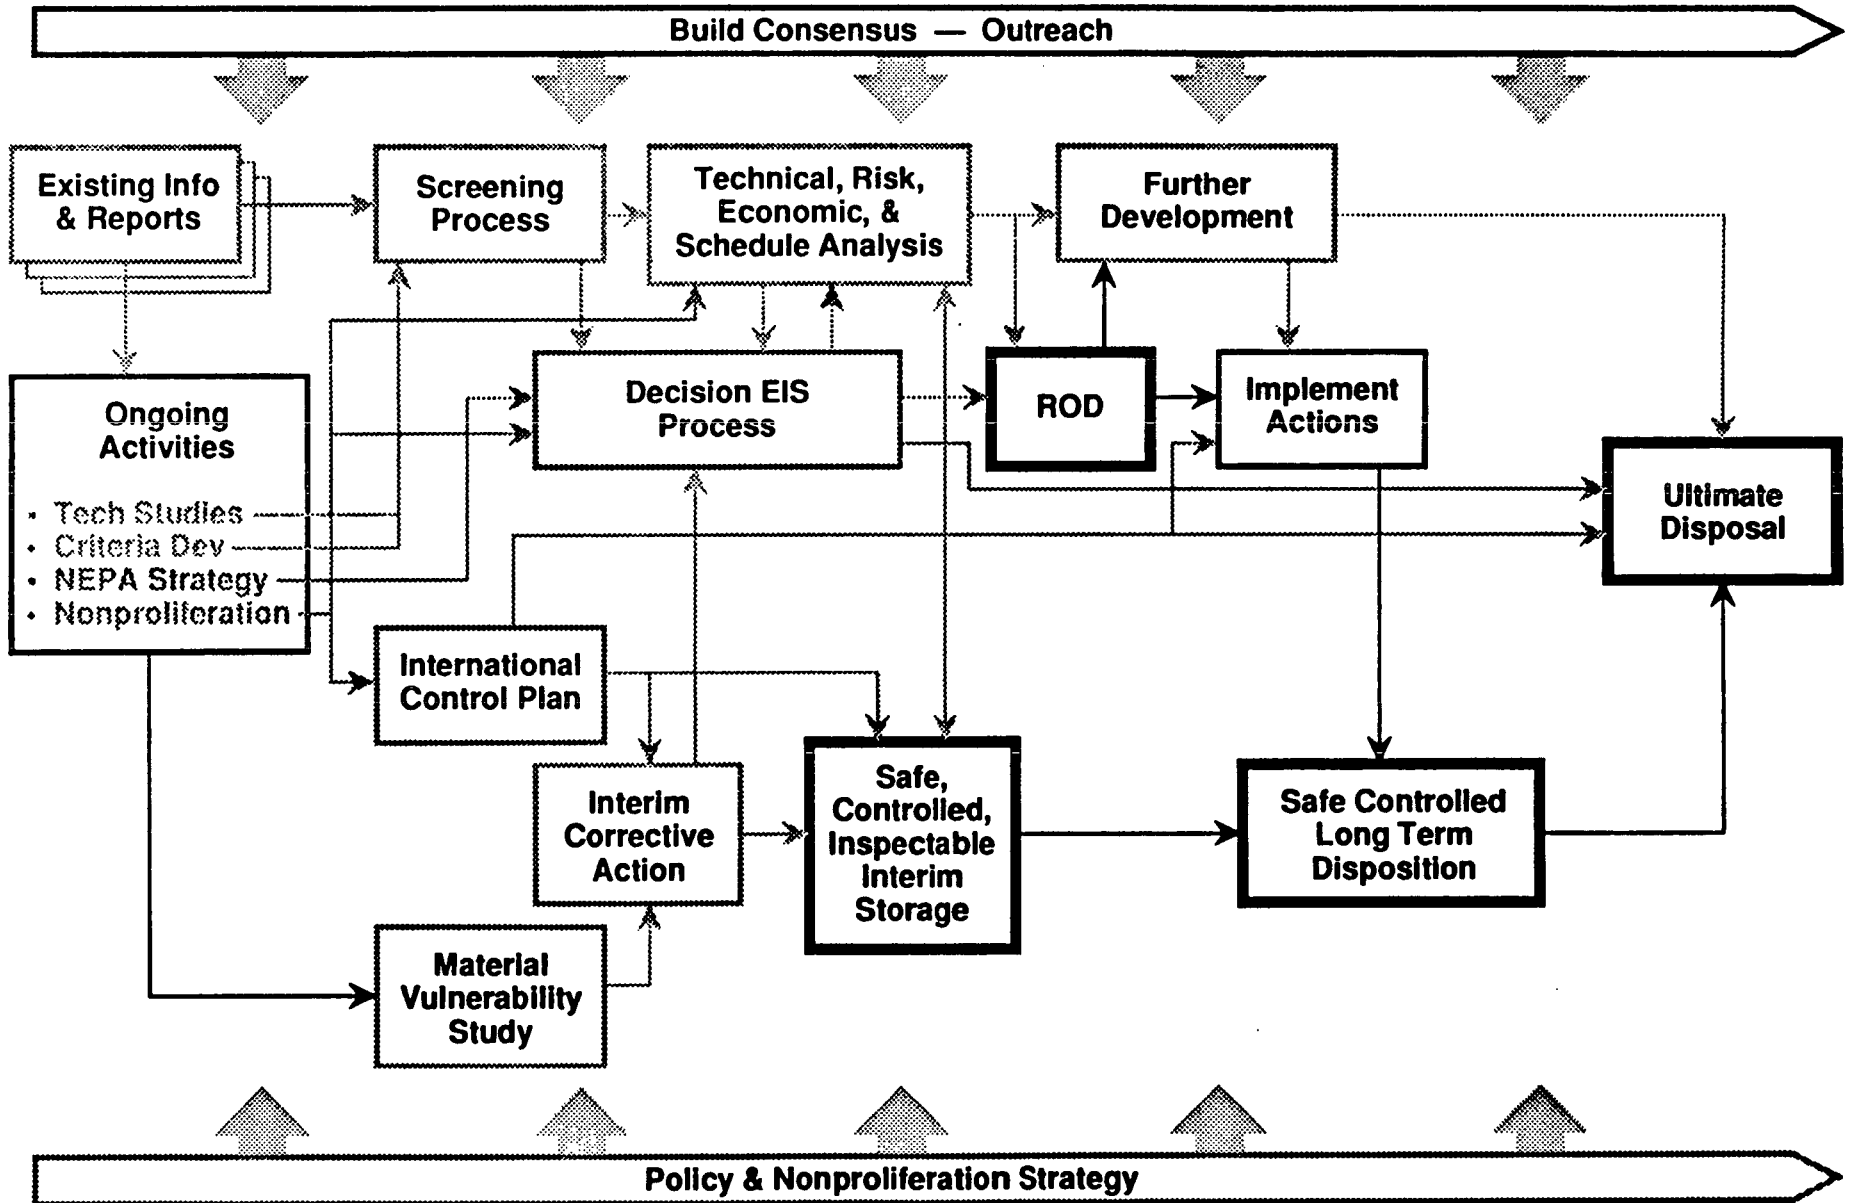 Build Consensus — Outreach
Existing Info
& Reports
Screening
Process
Technical, Risk,
Economic, &
Schedule Analysis
Further
Development
Ongoing
Activities
• Tech Studies
• Criteria Dev
• NEPA Strategy
• Nonproliferation
Decision EIS
Process
ROD
Implement
Actions
Ultimate
Disposal
International
Control Plan
Interim
Corrective
Action
Safe,
Controlled,
Inspectable
Interim
Storage
Safe Controlled
Long Term
Disposition
Material
Vulnerability
Study
Policy & Nonproliferation Strategy